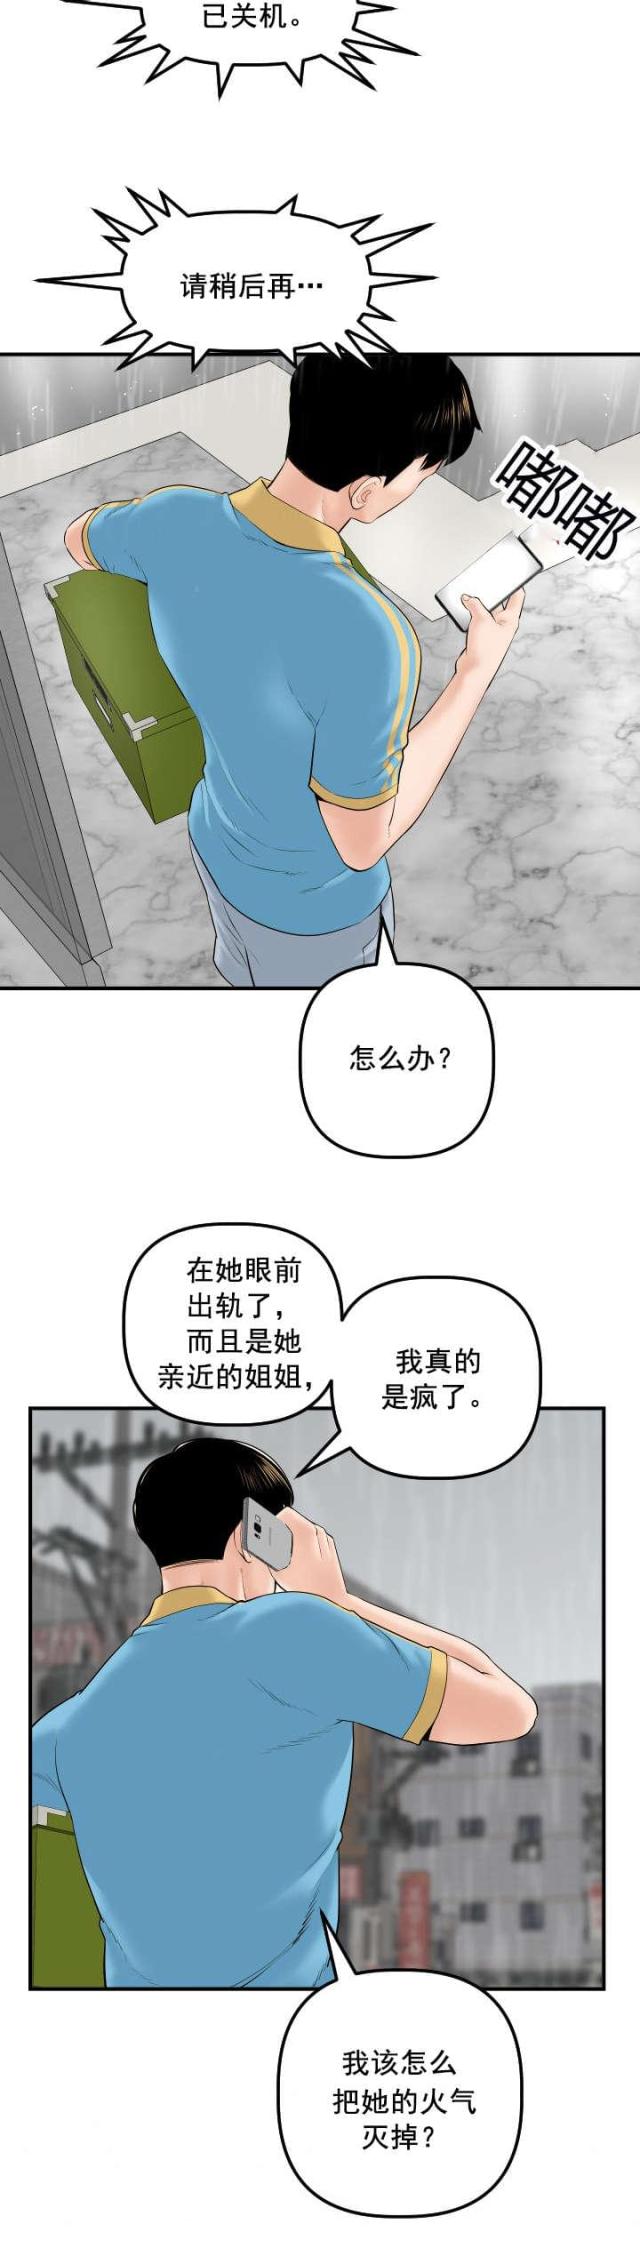 已关机。
请稍后再…
嘟嘟
怎么办？
在她眼前
出轨了，
而且是她
亲近的姐姐，
我真的
是疯了。
我该怎么
把她的火气
灭掉？